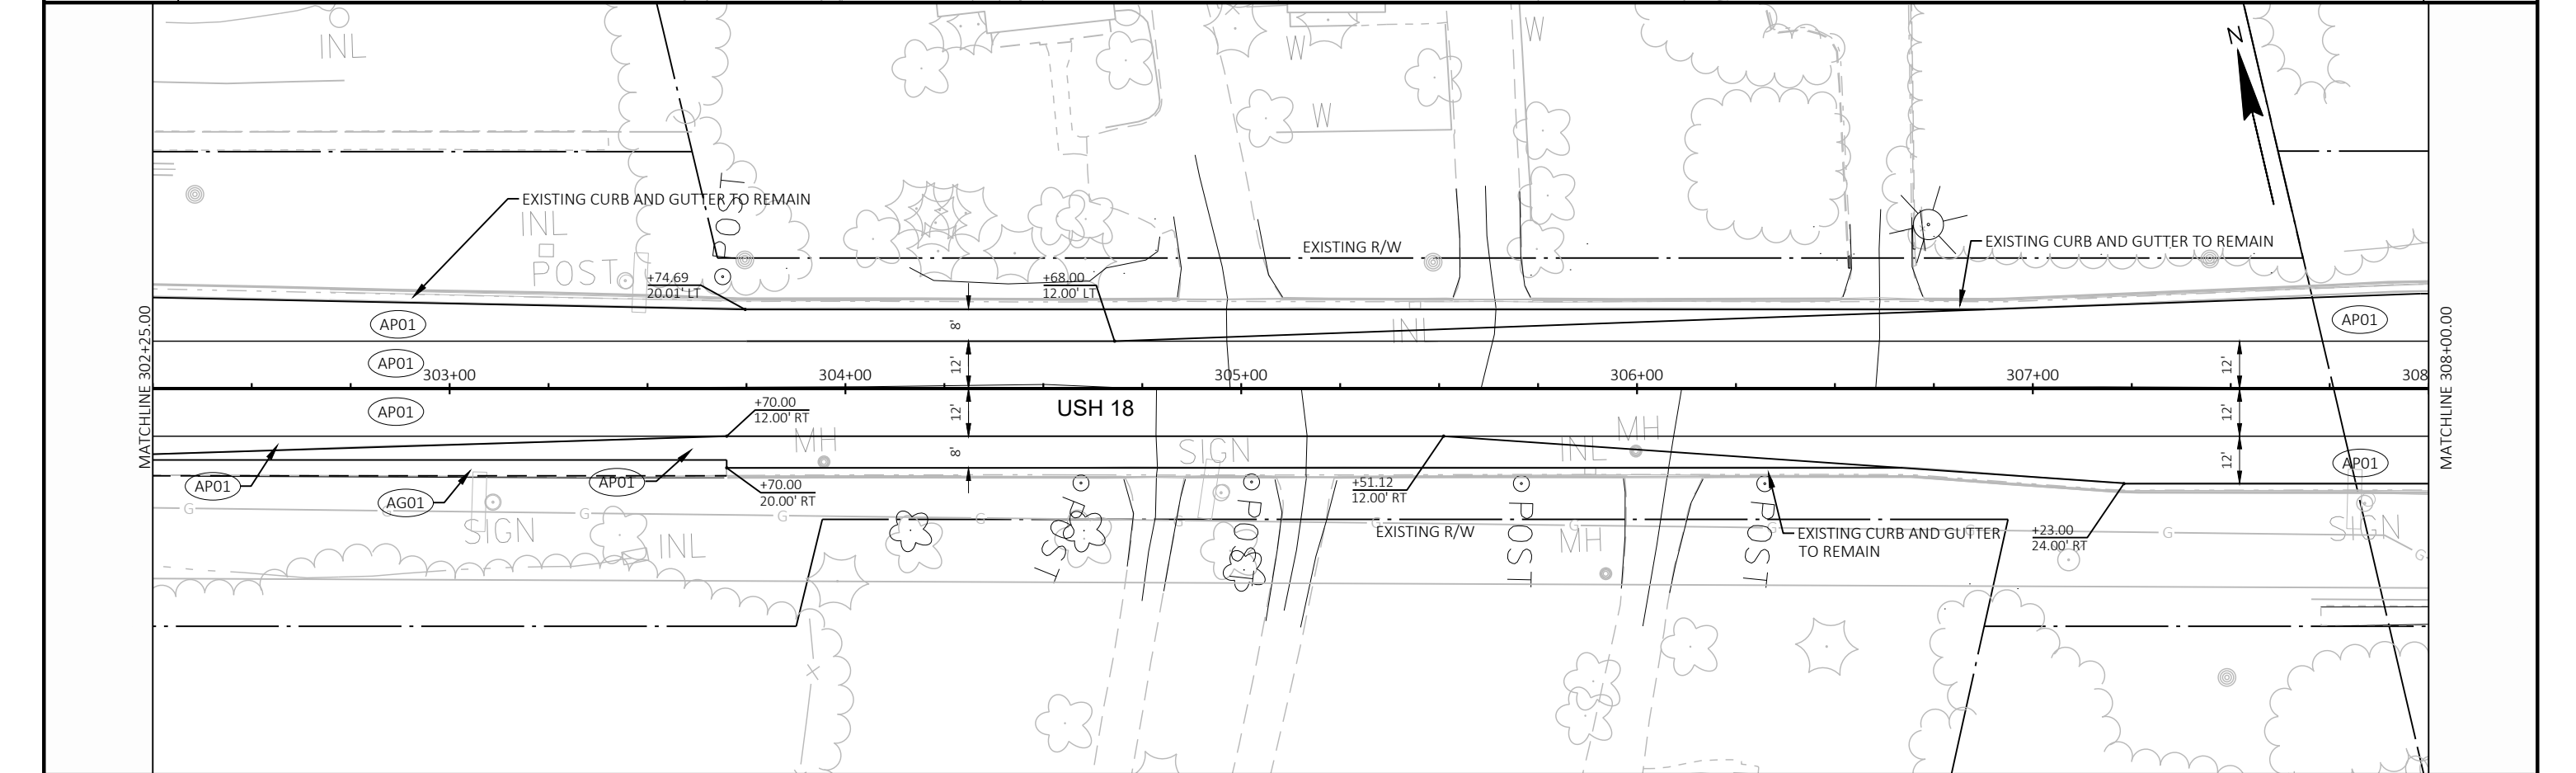 INL
W
W
N
W
POST
EXISTING CURB AND GUTTER TO REMAIN
INL
EXISTING R/W
EXISTING CURB AND GUTTER TO REMAIN
POST
+74.69
20.01' LT
+68.00
12.00' LT
MATCHLINE 302+25.00
AP01
8'
INL
AP01
MATCHLINE 308+00.00
AP01
303+00
304+00
12'
305+00
306+00
307+00
12'
308
AP01
+70.00
12.00' RT
12'
USH 18
12'
MH
SIGN
INL
MH
8'
12'
AP01
AP01
AG01
AP01
+70.00
20.00' RT
+51.12
12.00' RT
G
G
G
G
G
G
G
G
G
G
SIGN
INL
POST
POST
EXISTING R/W
POST
MH
POST
EXISTING CURB AND GUTTER
TO REMAIN
+23.00
24.00' RT
SIGN